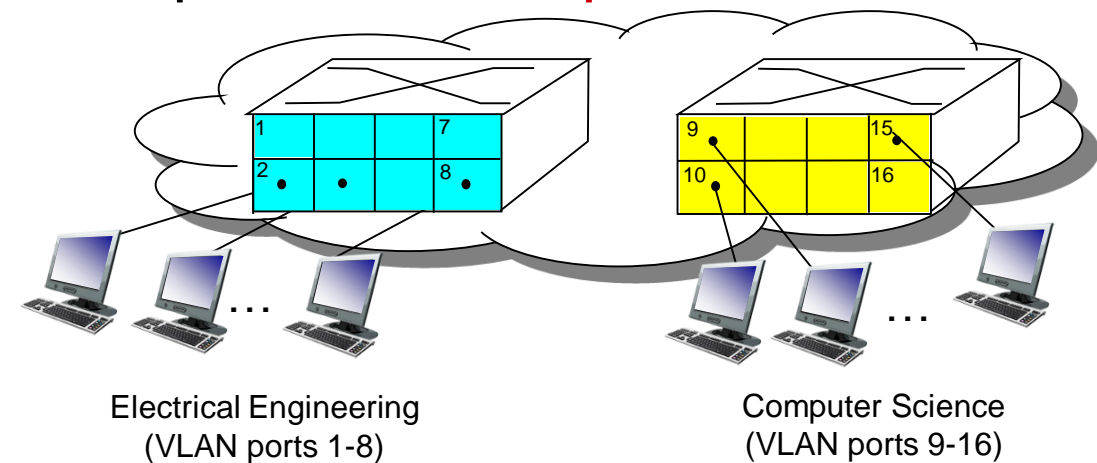 1 7
2 8
9 15
10 16
...
...
Electrical Engineering
(VLAN ports 1-8)
Computer Science
(VLAN ports 9-16)